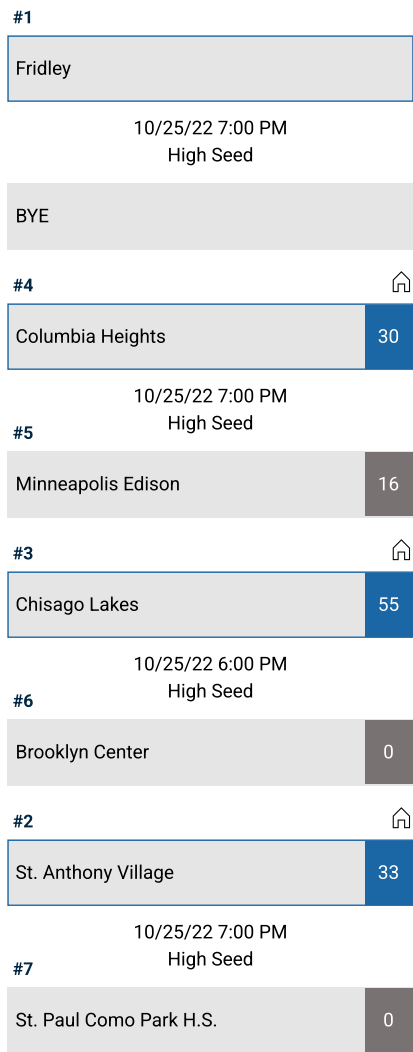 #1
Fridley
10/25/22 7:00 PM
High Seed
BYE
#4
Columbia Heights 30
10/25/22 7:00 PM
High Seed
#5
Minneapolis Edison 16
#3
Chisago Lakes 55
10/25/22 6:00 PM
High Seed
#6
Brooklyn Center 0
#2
St. Anthony Village 33
10/25/22 7:00 PM
High Seed
#7
St. Paul Como Park H.S. 0